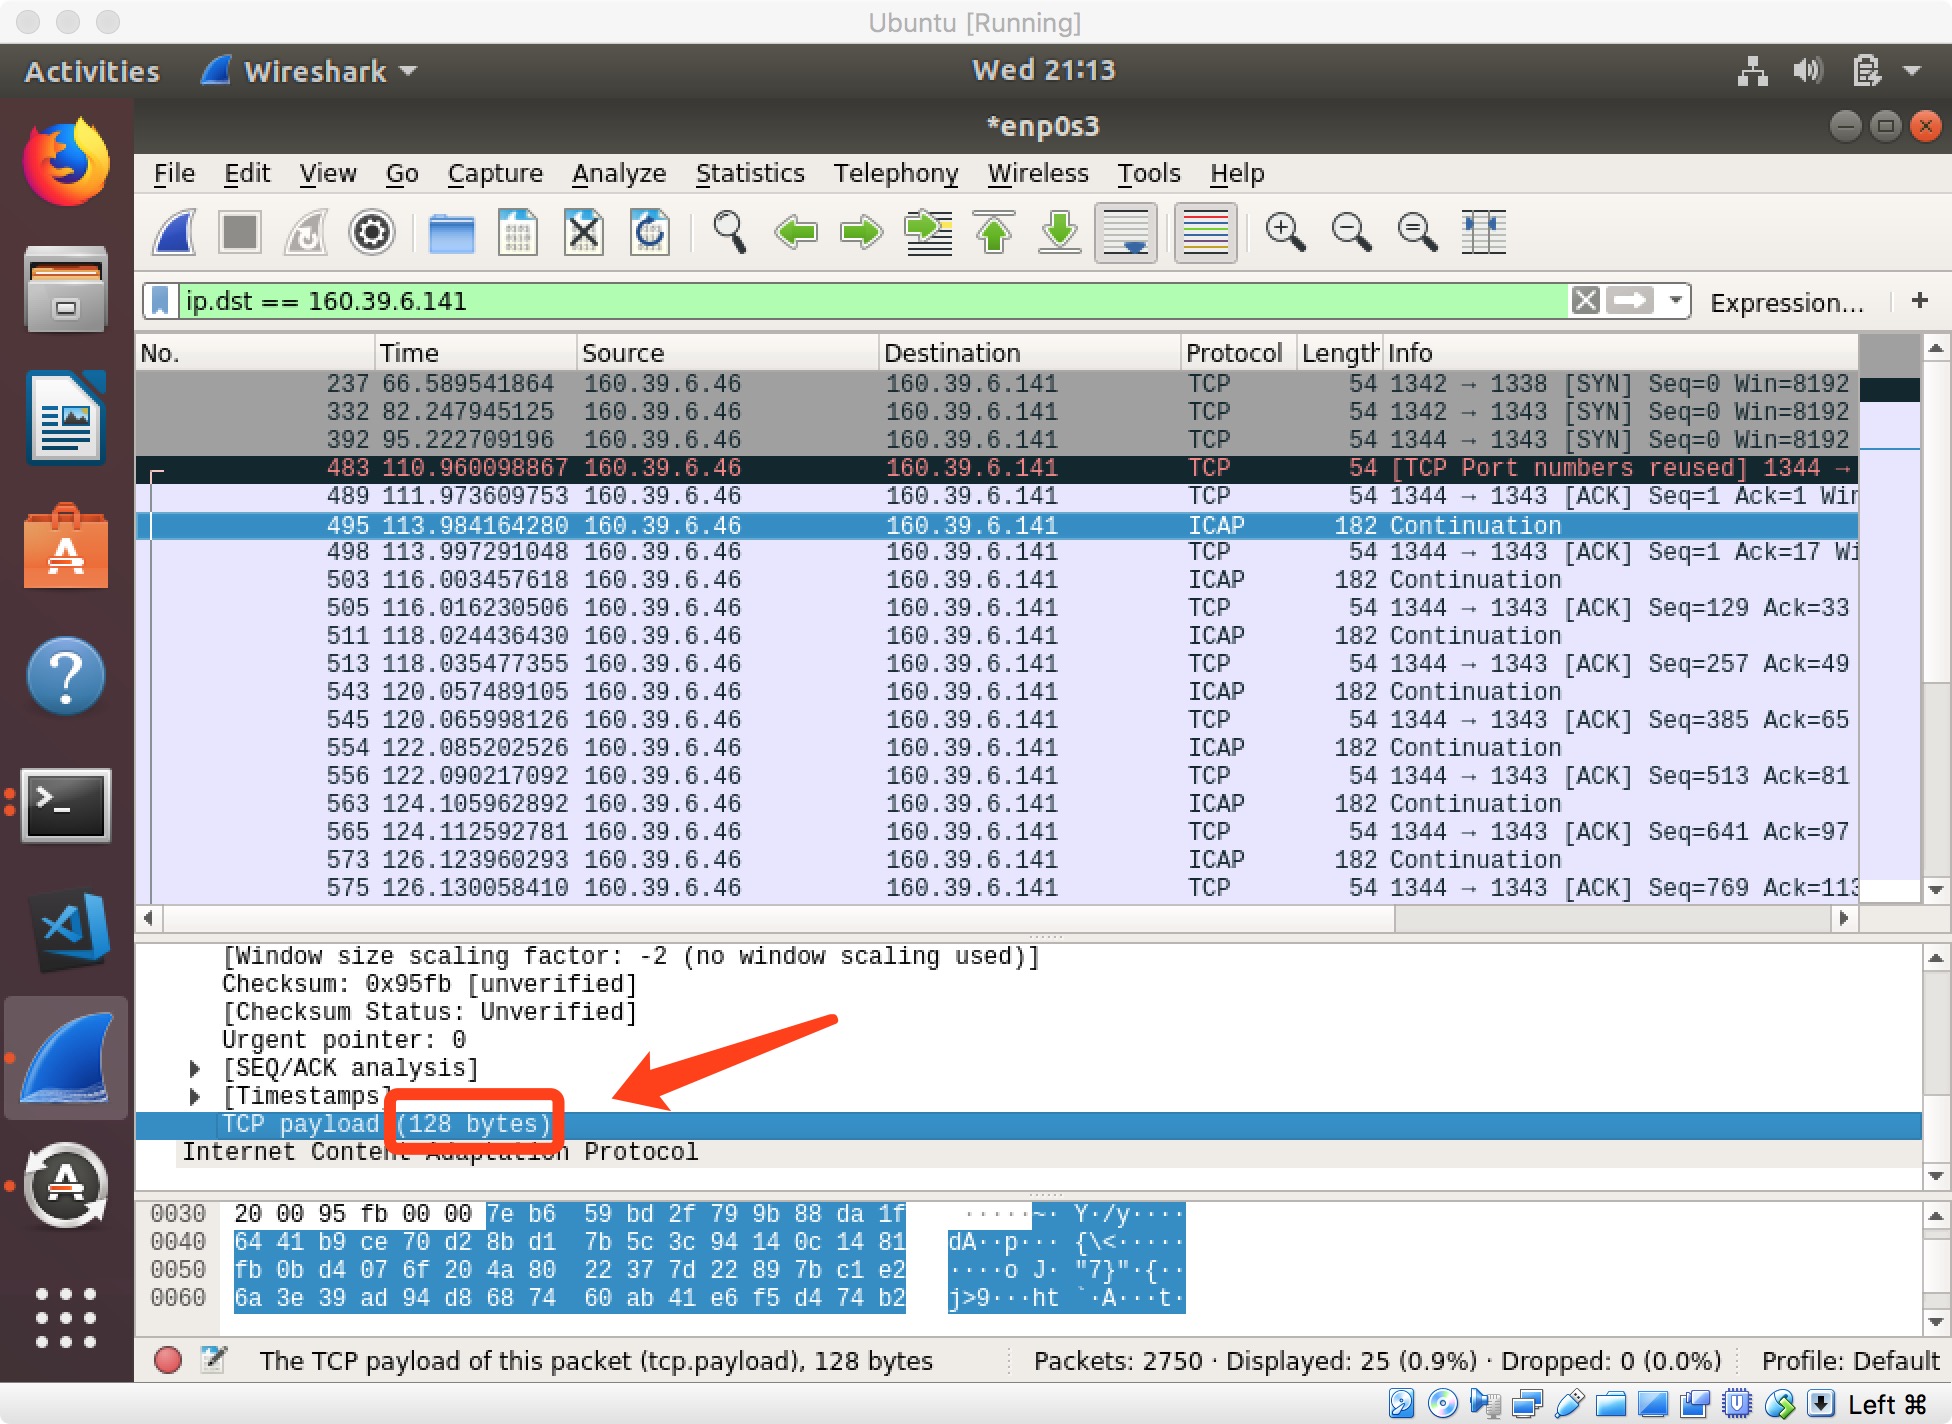 Ubuntu [Running]
Activities Wireshark Wed 21:13
*enp0s3
File Edit View Go Capture Analyze Statistics Telephony Wireless Tools Help
ip.dst == 160.39.6.141 Expression... +
No. Time Source Destination Protocol Length Info
237 66.589541864 160.39.6.46 160.39.6.141 TCP 54 1342 → 1338 [SYN] Seq=0 Win=8192
332 82.247945125 160.39.6.46 160.39.6.141 TCP 54 1342 → 1343 [SYN] Seq=0 Win=8192
392 95.222709196 160.39.6.46 160.39.6.141 TCP 54 1344 → 1343 [SYN] Seq=0 Win=8192
483 110.960098867 160.39.6.46 160.39.6.141 TCP 54 [TCP Port numbers reused] 1344 →
489 111.973609753 160.39.6.46 160.39.6.141 TCP 54 1344 → 1343 [ACK] Seq=1 Ack=1 Win
495 113.984164280 160.39.6.46 160.39.6.141 ICAP 182 Continuation
498 113.997291048 160.39.6.46 160.39.6.141 TCP 54 1344 → 1343 [ACK] Seq=1 Ack=17 Wi
503 116.003457618 160.39.6.46 160.39.6.141 ICAP 182 Continuation
505 116.016230506 160.39.6.46 160.39.6.141 TCP 54 1344 → 1343 [ACK] Seq=129 Ack=33
511 118.024436430 160.39.6.46 160.39.6.141 ICAP 182 Continuation
513 118.035477355 160.39.6.46 160.39.6.141 TCP 54 1344 → 1343 [ACK] Seq=257 Ack=49
543 120.057489105 160.39.6.46 160.39.6.141 ICAP 182 Continuation
545 120.065998126 160.39.6.46 160.39.6.141 TCP 54 1344 → 1343 [ACK] Seq=385 Ack=65
554 122.085202526 160.39.6.46 160.39.6.141 ICAP 182 Continuation
556 122.090217092 160.39.6.46 160.39.6.141 TCP 54 1344 → 1343 [ACK] Seq=513 Ack=81
563 124.105962892 160.39.6.46 160.39.6.141 ICAP 182 Continuation
565 124.112592781 160.39.6.46 160.39.6.141 TCP 54 1344 → 1343 [ACK] Seq=641 Ack=97
573 126.123960293 160.39.6.46 160.39.6.141 ICAP 182 Continuation
575 126.130058410 160.39.6.46 160.39.6.141 TCP 54 1344 → 1343 [ACK] Seq=769 Ack=113
[Window size scaling factor: -2 (no window scaling used)]
Checksum: 0x95fb [unverified]
[Checksum Status: Unverified]
Urgent pointer: 0
[SEQ/ACK analysis]
[Timestamps]
TCP payload (128 bytes)
Internet Content Adaptation Protocol
0030 20 00 95 fb 00 00 7e b6 59 bd 2f 79 9b 88 da 1f ·····~· Y·/y····
0040 64 41 b9 ce 70 d2 8b d1 7b 5c 3c 94 14 0c 14 81 dA··p··· {\<·····
0050 fb 0b d4 07 6f 20 4a 80 22 37 7d 22 89 7b c1 e2 ····o J· "7}"·{··
0060 6a 3e 39 ad 94 d8 68 74 60 ab 41 e6 f5 d4 74 b2 j>9···ht `·A···t·
The TCP payload of this packet (tcp.payload), 128 bytes Packets: 2750 · Displayed: 25 (0.9%) · Dropped: 0 (0.0%) Profile: Default
Left ⌘